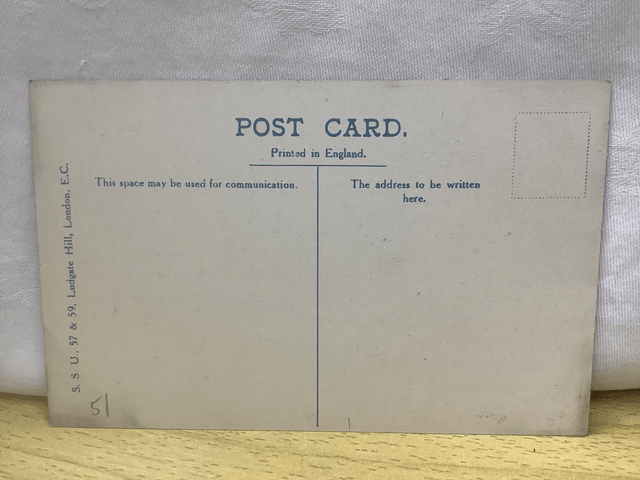 POST CARD.
Printed in England.
This space may be used for communication.
The address to be written
here.
S. S. U., 57 & 59, Ludgate Hill, London, E.C.
51